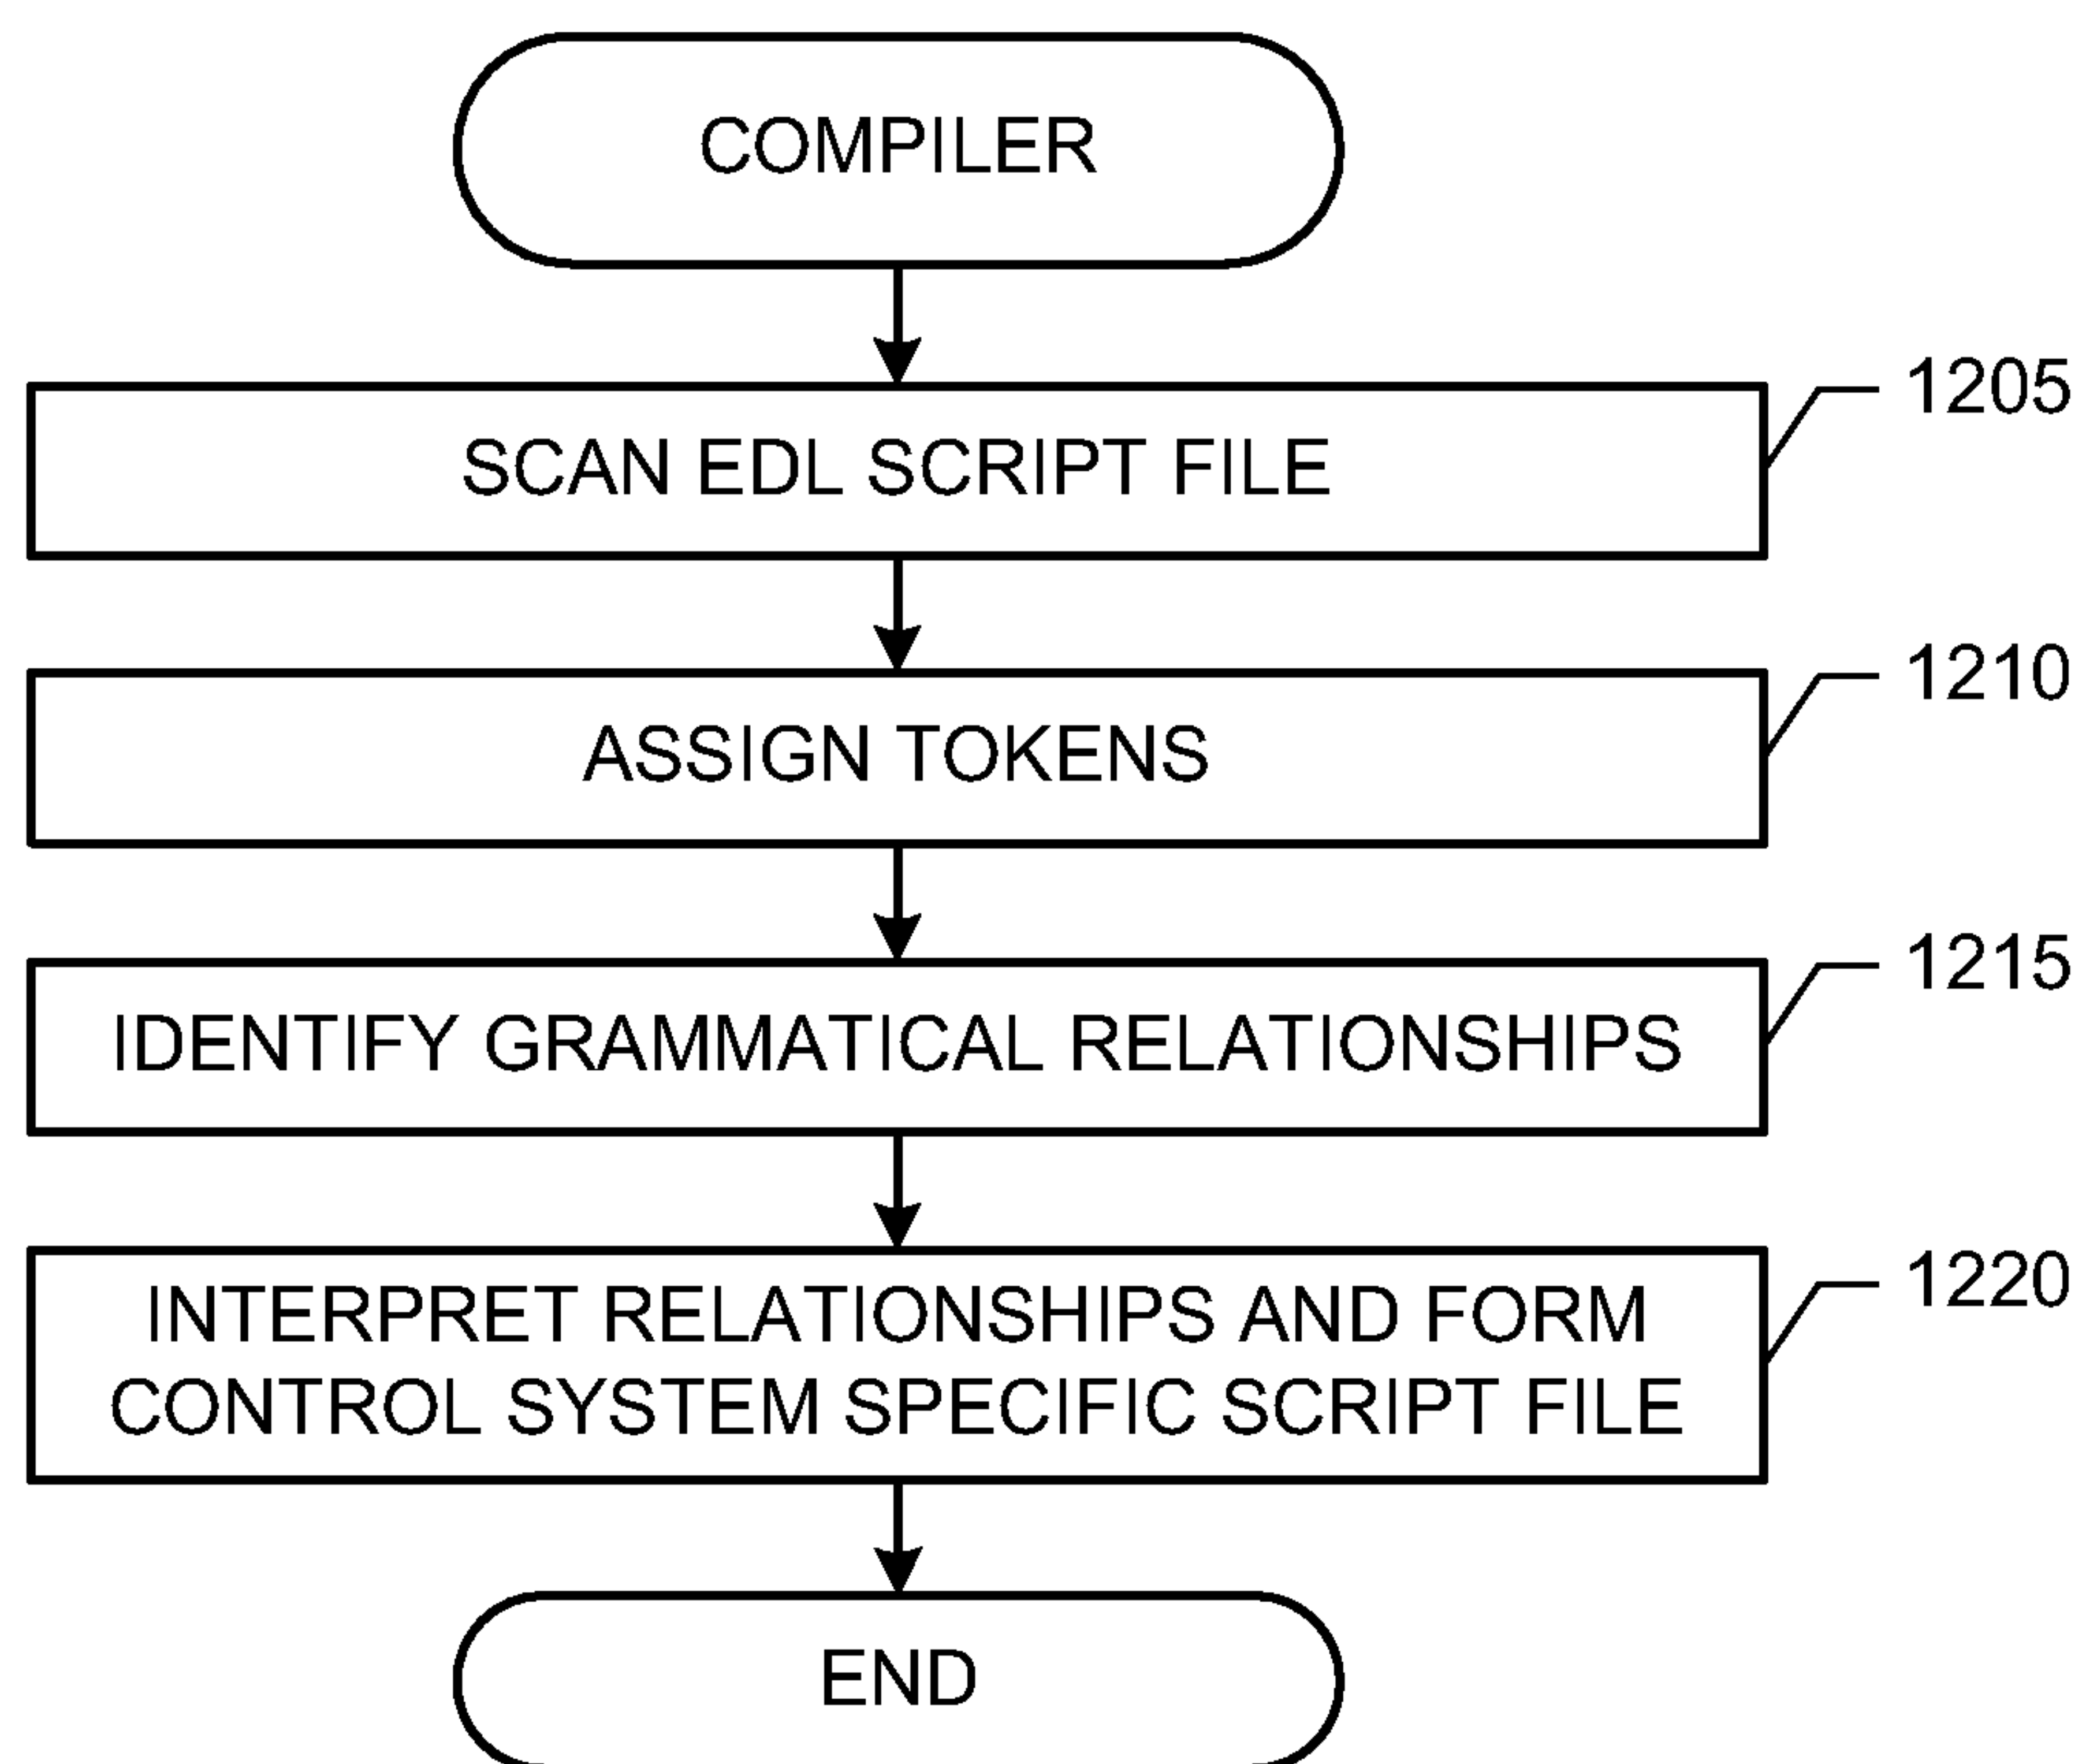 COMPILER
1205
SCAN EDL SCRIPT FILE
1210
ASSIGN TOKENS
1215
IDENTIFY GRAMMATICAL RELATIONSHIPS
1220
INTERPRET RELATIONSHIPS AND FORM
CONTROL SYSTEM SPECIFIC SCRIPT FILE
END